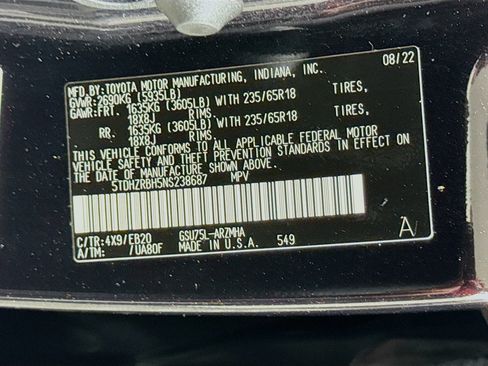 MFD.BY:TOYOTA MOTOR MANUFACTURING, INDIANA, INC. 08/22
GVWR:2690KG (5935LB)
GAWR:FRT. 1635KG (3605LB) WITH 235/65R18 TIRES,
18X8J RIMS
RR. 1635KG (3605LB) WITH 235/65R18 TIRES,
18X8J RIMS
THIS VEHICLE CONFORMS TO ALL APPLICABLE FEDERAL MOTOR
VEHICLE SAFETY AND THEFT PREVENTION STANDARDS IN EFFECT ON
THE DATE OF MANUFACTURE SHOWN ABOVE.
5TDHZRBH5NS238687 MPV
C/TR:4X9/EB20 GSU75L-ARZMHA
A/TM: /UA80F MADE IN U.S.A. 549 A